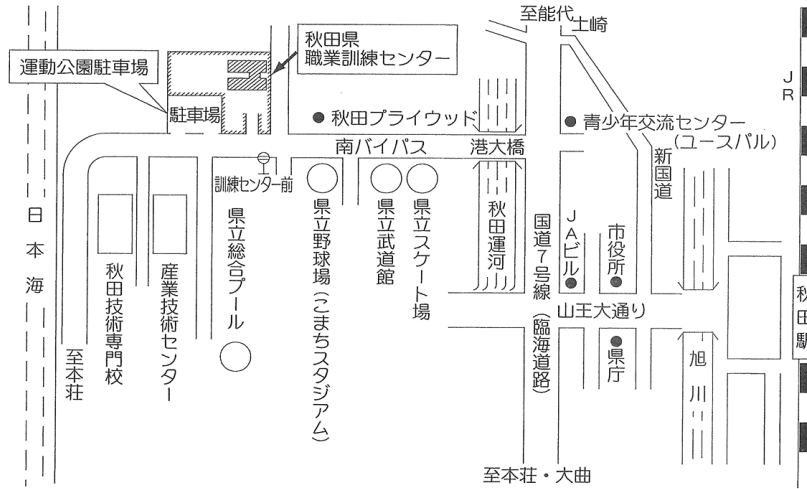 至能代
土崎
秋田県
職業訓練センター
運動公園駐車場
駐車場
JR
秋田プライウッド
青少年交流センター
(ユースパル)
南バイパス
港大橋
新国道
訓練センター前
日本海
秋田技術専門校
産業技術センター
県立総合プール
県立野球場(こまちスタジアム)
県立武道館
県立スケート場
秋田運河
国道7号線(臨海道路)
JAビル
市役所
山王大通り
県庁
旭川
秋田駅
至本荘
至本荘・大曲